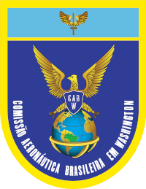 CAB
W
COMISSÃO AERONÁUTICA BRASILEIRA EM WASHINGTON